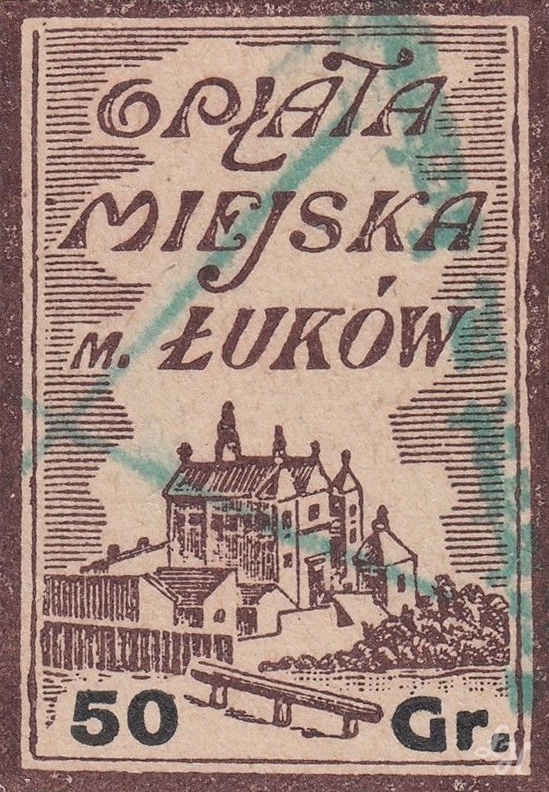 OPŁATA
MIEJSKA
M. ŁUKÓW
50 Gr.